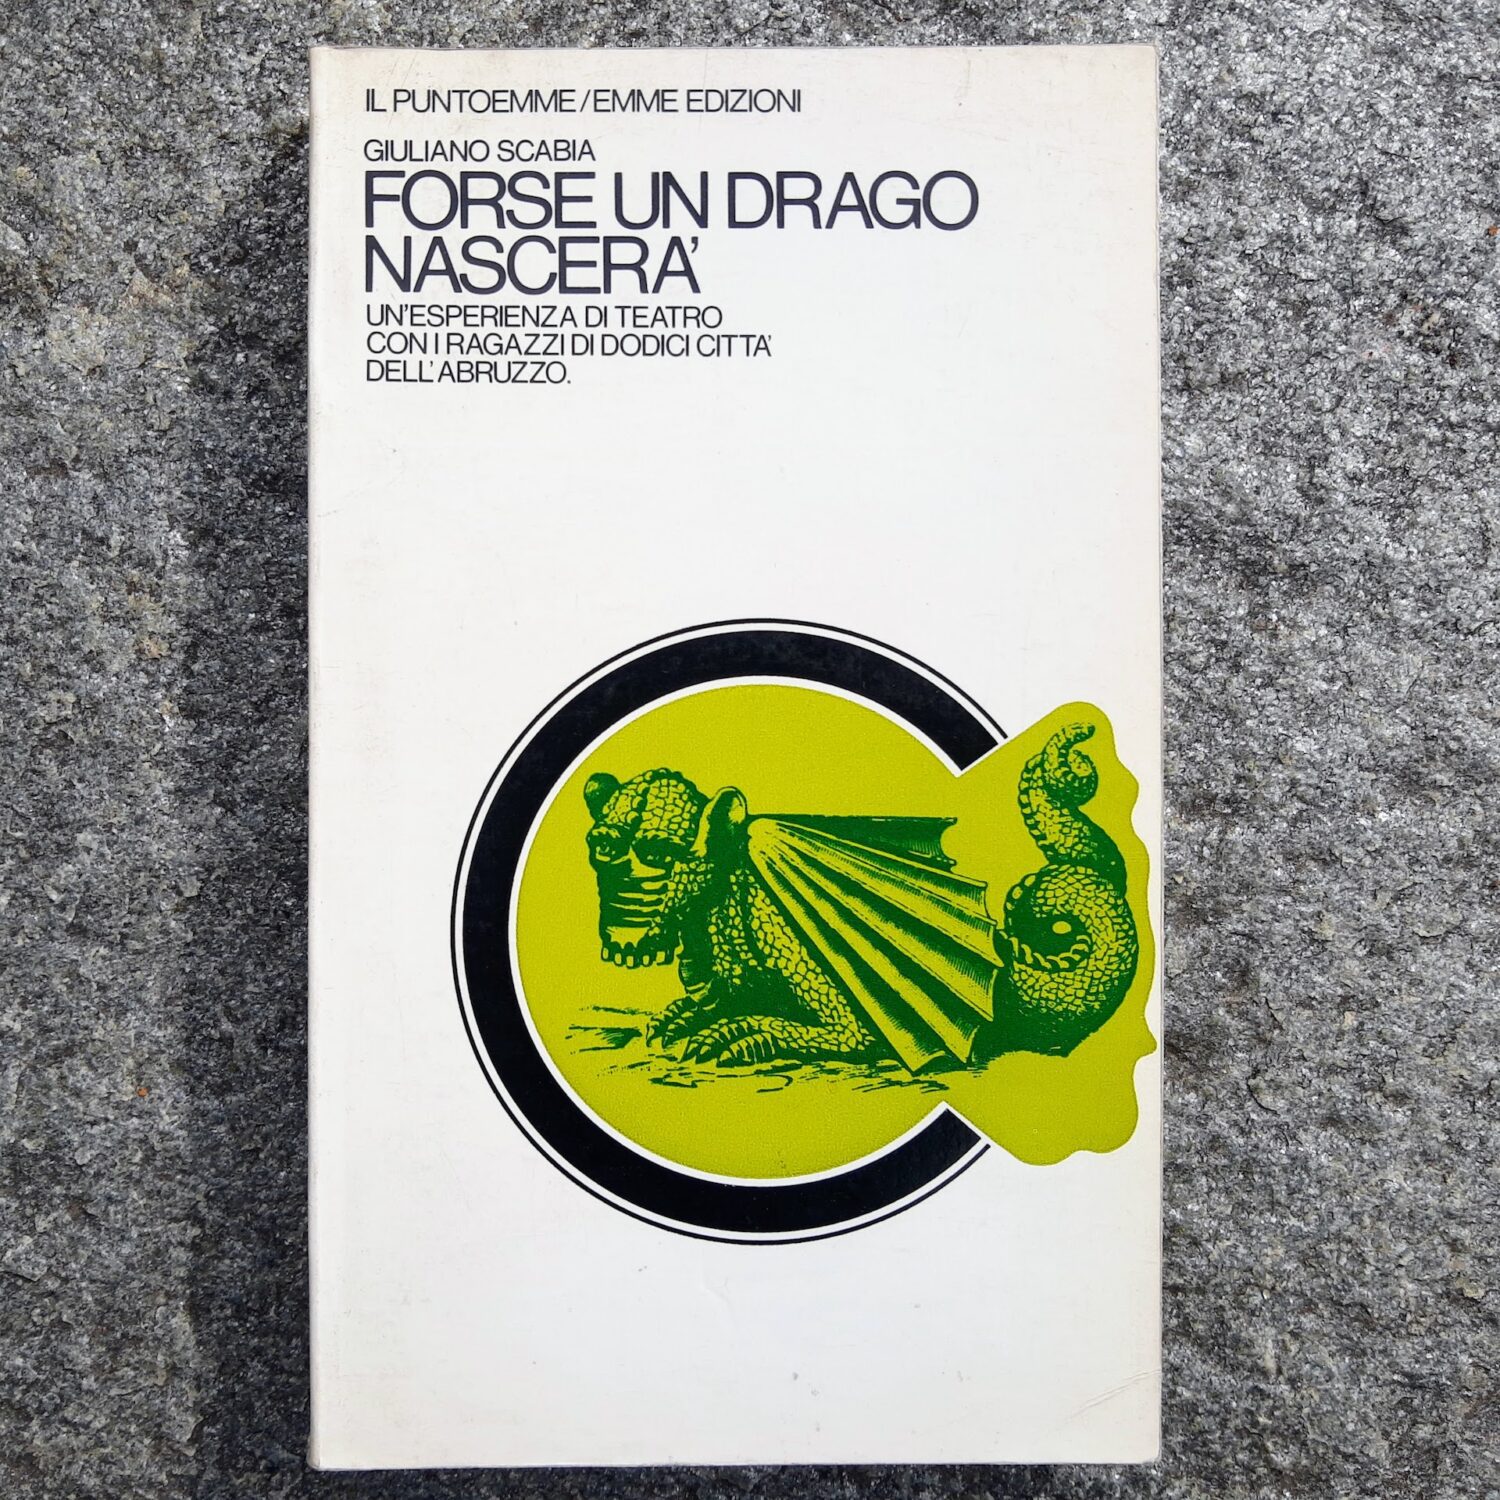 IL PUNTOEMME/EMME EDIZIONI
GIULIANO SCABIA
FORSE UN DRAGO
NASCERA'
UN'ESPERIENZA DI TEATRO
CON I RAGAZZI DI DODICI CITTA'
DELL'ABRUZZO.